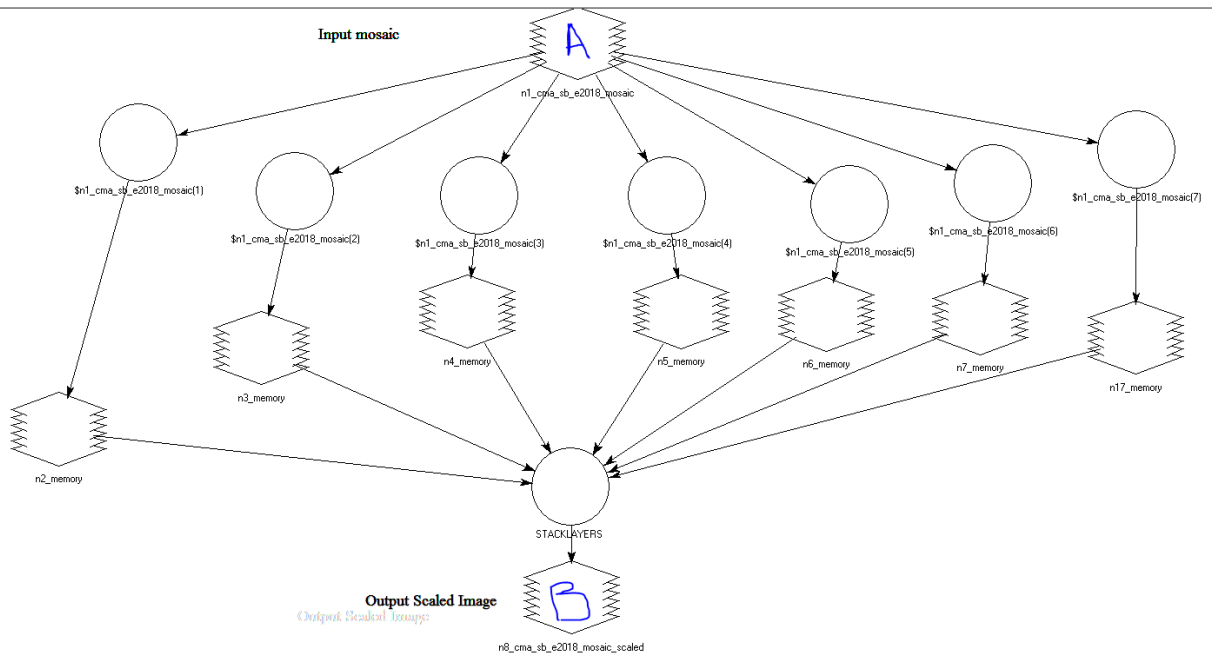 Input mosaic
A
n1_cma_sb_e2018_mosaic
$n1_cma_sb_e2018_mosaic(1)
$n1_cma_sb_e2018_mosaic(2)
$n1_cma_sb_e2018_mosaic(3)
$n1_cma_sb_e2018_mosaic(4)
$n1_cma_sb_e2018_mosaic(5)
$n1_cma_sb_e2018_mosaic(6)
$n1_cma_sb_e2018_mosaic(7)
n2_memory
n3_memory
n4_memory
n5_memory
n6_memory
n7_memory
n17_memory
STACKLAYERS
B
Output Scaled Image
Output Scaled Image
n8_cma_sb_e2018_mosaic_scaled